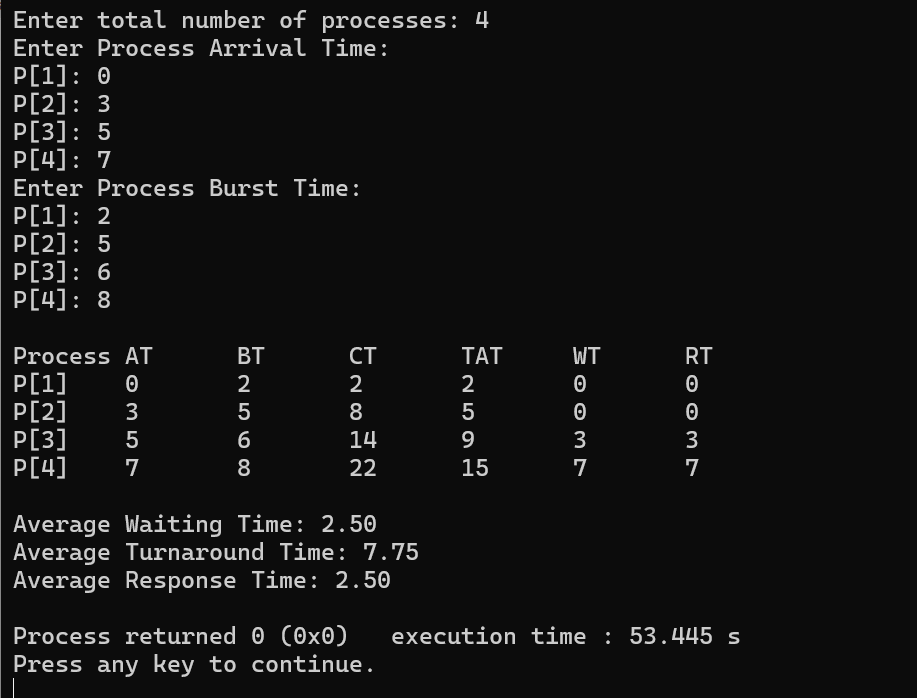 Enter total number of processes: 4
Enter Process Arrival Time:
P[1]: 0
P[2]: 3
P[3]: 5
P[4]: 7
Enter Process Burst Time:
P[1]: 2
P[2]: 5
P[3]: 6
P[4]: 8

Process AT      BT      CT      TAT     WT      RT
P[1]    0       2       2       2       0       0
P[2]    3       5       8       5       0       0
P[3]    5       6       14      9       3       3
P[4]    7       8       22      15      7       7

Average Waiting Time: 2.50
Average Turnaround Time: 7.75
Average Response Time: 2.50

Process returned 0 (0x0)   execution time : 53.445 s
Press any key to continue.